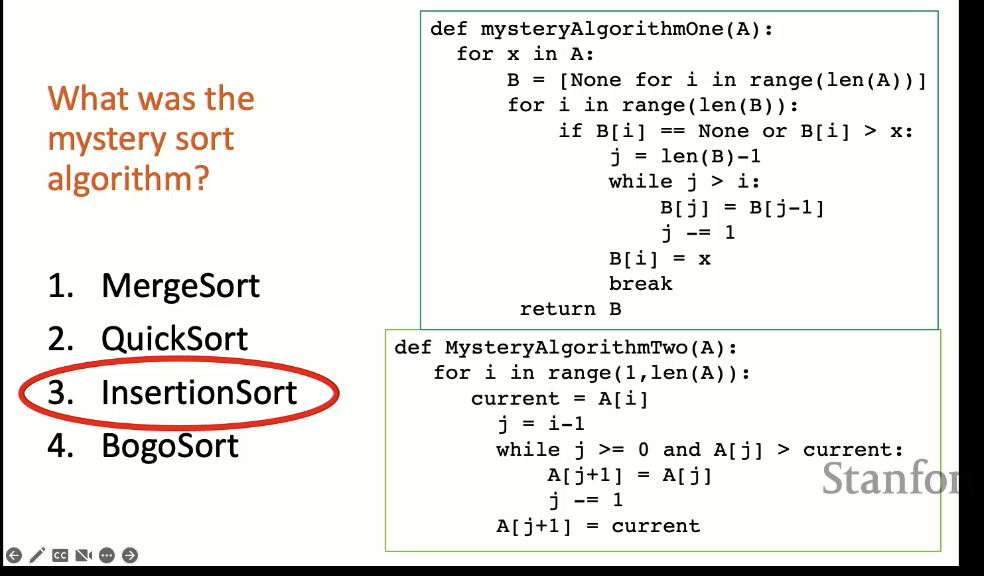 What was the
mystery sort
algorithm?
1. MergeSort
2. QuickSort
3. InsertionSort
4. BogoSort
def mysteryAlgorithmOne(A):
for x in A:
B = [None for i in range(len(A))]
for i in range(len(B)):
if B[i] == None or B[i] > x:
j = len(B)-1
while j > i:
B[j] = B[j-1]
j -= 1
B[i] = x
break
return B
def MysteryAlgorithmTwo(A):
for i in range(1,len(A)):
current = A[i]
j = i-1
while j >= 0 and A[j] > current:
A[j+1] = A[j]
j -= 1
A[j+1] = current
Stanfor
CC